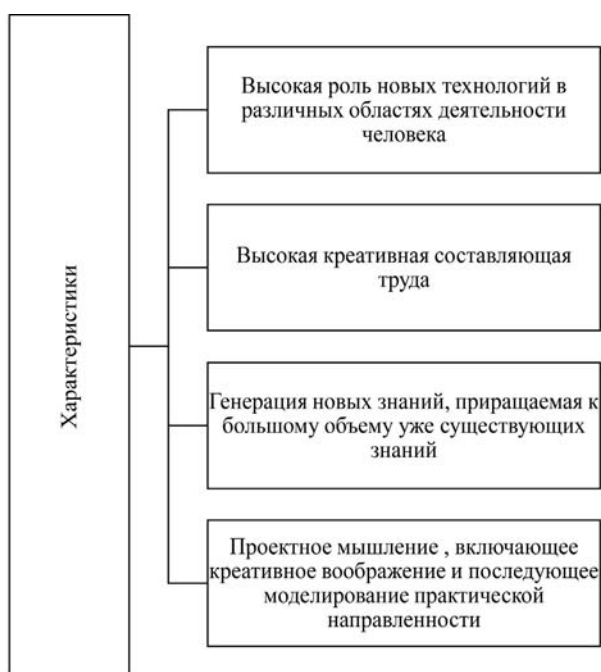 Характеристики
Высокая роль новых технологий в
различных областях деятельности
человека
Высокая креативная составляющая
труда
Генерация новых знаний, приращаемая к
большому объему уже существующих
знаний
Проектное мышление , включающее
креативное воображение и последующее
моделирование практической
направленности